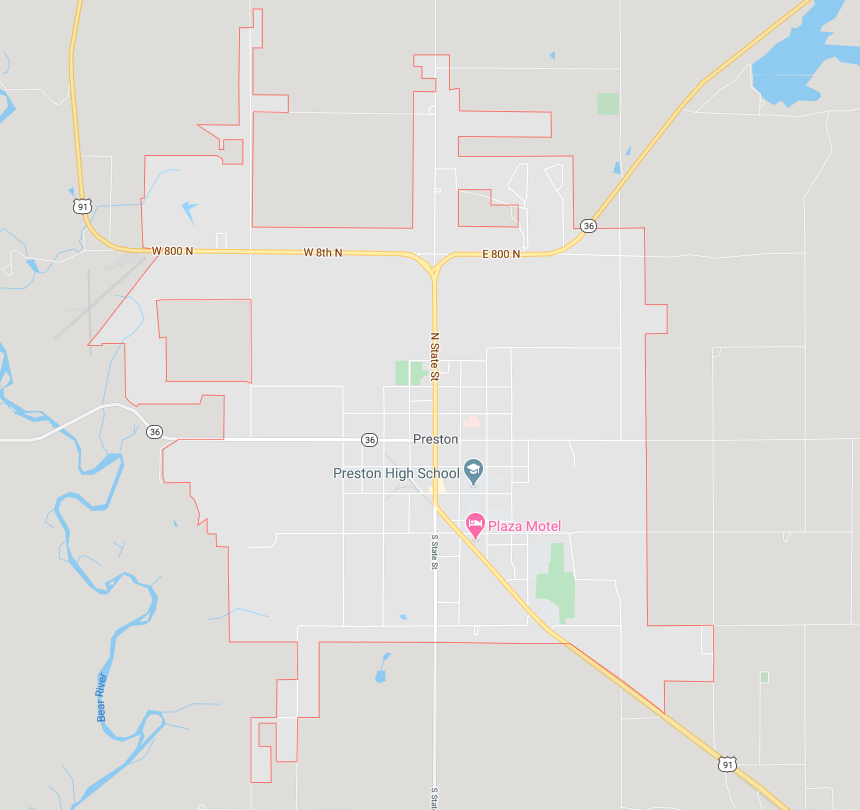 91
36
W 800 N
W 8th N
E 800 N
N State St
36
36
Preston
Preston High School
Plaza Motel
S State St
Bear River
91
S Sta